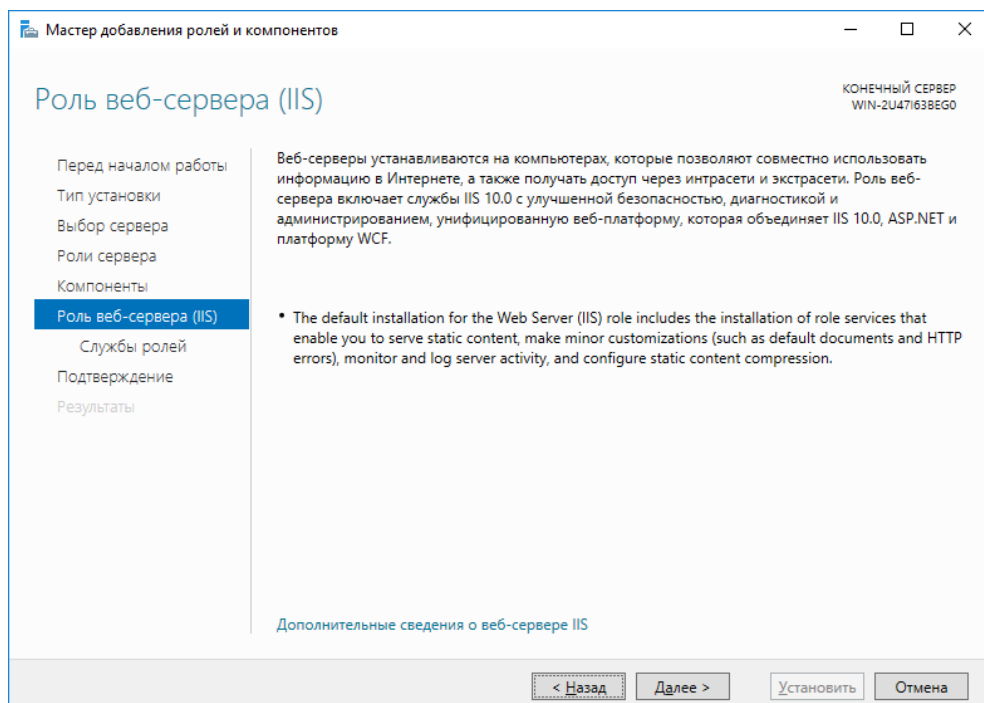 Мастер добавления ролей и компонентов
Роль веб-сервера (IIS)
КОНЕЧНЫЙ СЕРВЕР
WIN-2U47I63BEG0
Перед началом работы
Тип установки
Выбор сервера
Роли сервера
Компоненты
Роль веб-сервера (IIS)
Службы ролей
Подтверждение
Результаты
Веб-серверы устанавливаются на компьютерах, которые позволяют совместно использовать
информацию в Интернете, а также получать доступ через интрасети и экстрасети. Роль веб-
сервера включает службы IIS 10.0 с улучшенной безопасностью, диагностикой и
администрированием, унифицированную веб-платформу, которая объединяет IIS 10.0, ASP.NET и
платформу WCF.
• The default installation for the Web Server (IIS) role includes the installation of role services that
enable you to serve static content, make minor customizations (such as default documents and HTTP
errors), monitor and log server activity, and configure static content compression.
Дополнительные сведения о веб-сервере IIS
< Назад
Далее >
Установить
Отмена